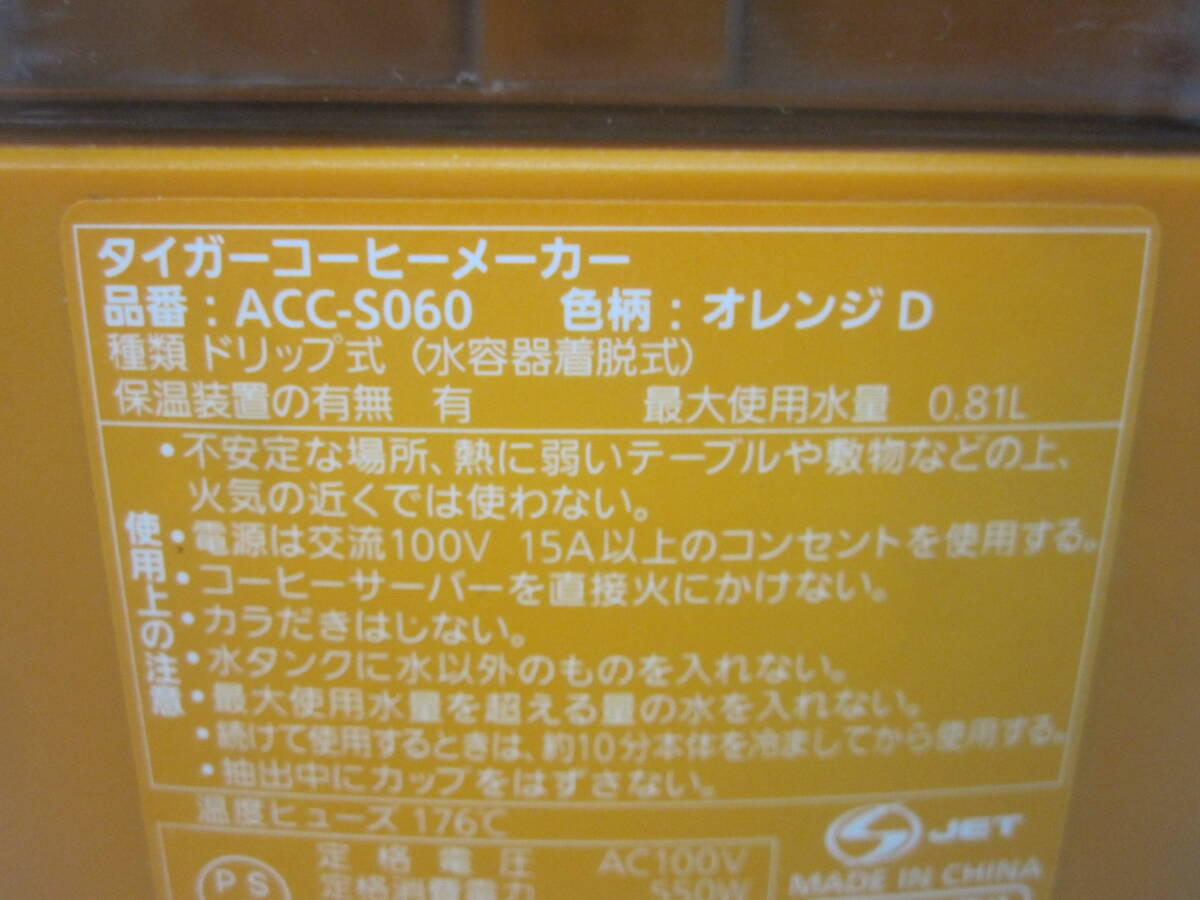 タイガーコーヒーメーカー
品番：ACC-S060　色柄：オレンジ D
種類 ドリップ式（水容器着脱式）
保温装置の有無　有　最大使用水量　0.81L
使用上の注意
・不安定な場所、熱に弱いテーブルや敷物などの上、
火気の近くでは使わない。
・電源は交流100V 15A以上のコンセントを使用する。
・コーヒーサーバーを直接火にかけない。
・カラだきはしない。
・水タンクに水以外のものを入れない。
・最大使用水量を超える量の水を入れない。
・続けて使用するときは、約10分本体を冷ましてから使用する。
・抽出中にカップをはずさない。
温度ヒューズ 176℃
JET
PS
定格電圧 AC100V
定格消費電力 550W
MADE IN CHINA